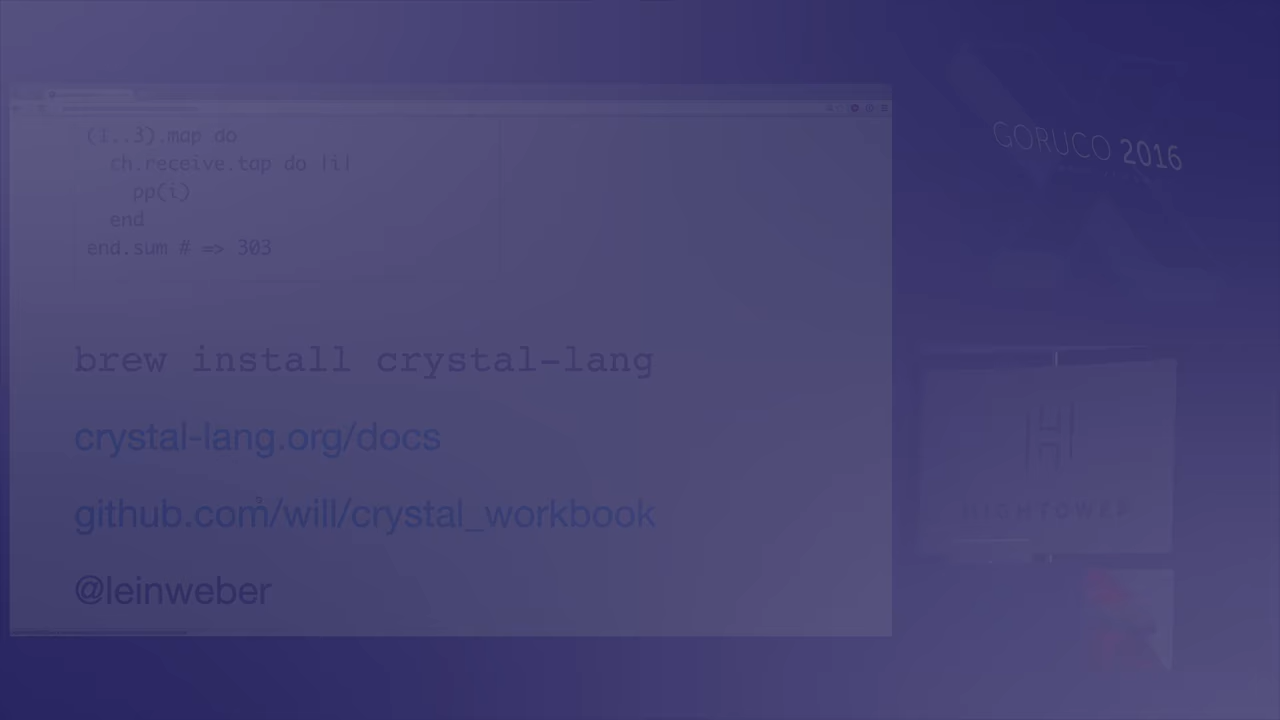 (1..3).map do
ch.receive.tap do |i|
pp(i)
end
end.sum # => 303
brew install crystal-lang
crystal-lang.org/docs
github.com/will/crystal_workbook
@leinweber
GORUCO 2016
HIGHTOWER